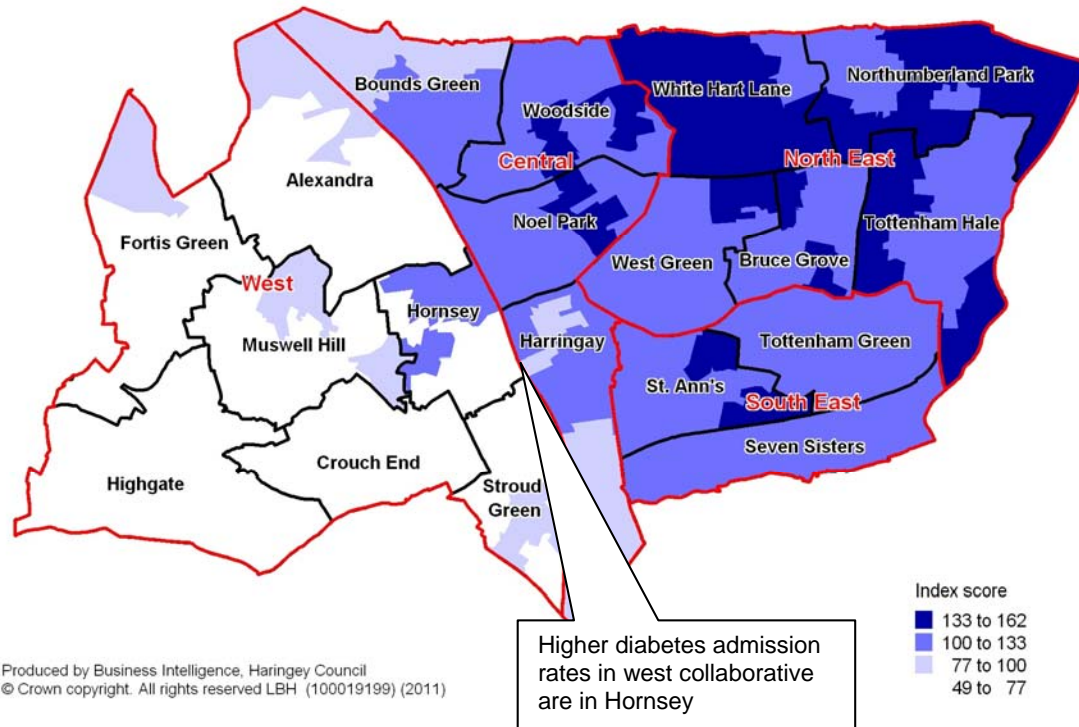 Bounds Green
White Hart Lane
Northumberland Park
Woodside
Central
North East
Alexandra
Noel Park
Tottenham Hale
Fortis Green
West Green
Bruce Grove
West
Hornsey
Muswell Hill
Harringay
Tottenham Green
St. Ann's
South East
Seven Sisters
Crouch End
Highgate
Stroud
Green
Index score
133 to 162
100 to 133
77 to 100
49 to 77
Higher diabetes admission
rates in west collaborative
are in Hornsey
Produced by Business Intelligence, Haringey Council
© Crown copyright. All rights reserved LBH (100019199) (2011)